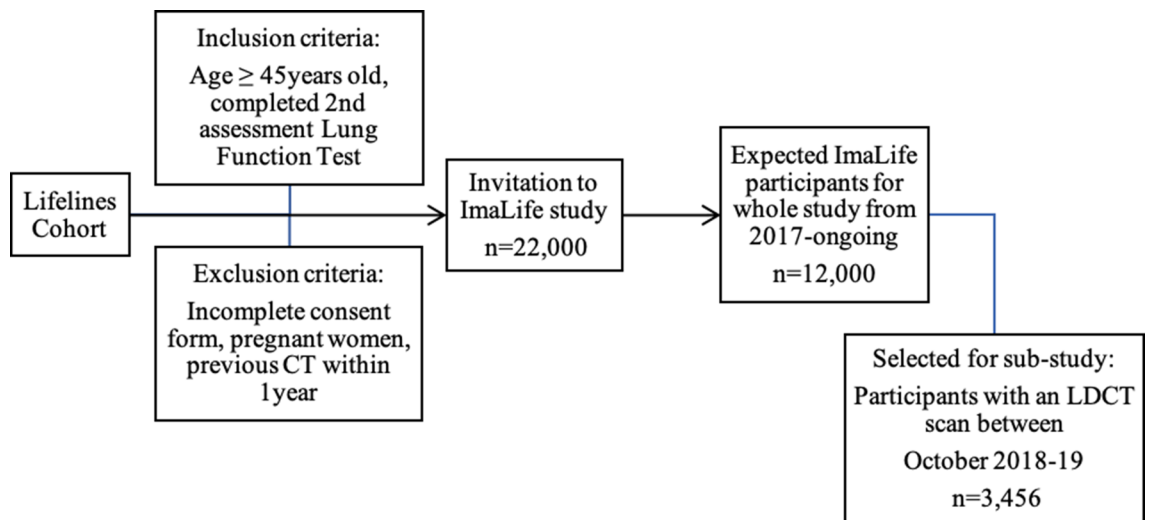 Lifelines
Cohort
Inclusion criteria:
Age ≥ 45years old,
completed 2nd
assessment Lung
Function Test
Exclusion criteria:
Incomplete consent
form, pregnant women,
previous CT within
1year
Invitation to
ImaLife study
n=22,000
Expected ImaLife
participants for
whole study from
2017-ongoing
n=12,000
Selected for sub-study:
Participants with an LDCT
scan between
October 2018-19
n=3,456